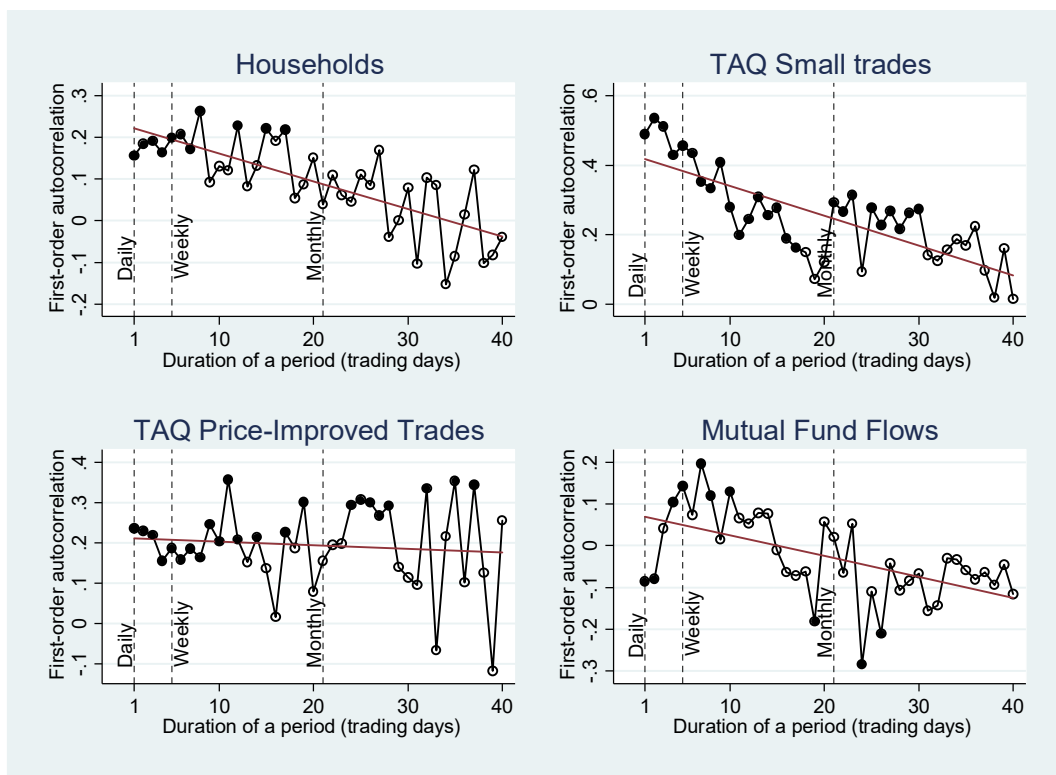 Households
First-order autocorrelation
.3
.2
.1
0
-.1
-.2
Daily
Weekly
Monthly
1 10 20 30 40
Duration of a period (trading days)
TAQ Small trades
First-order autocorrelation
.6
.4
.2
0
Daily
Weekly
Monthly
1 10 20 30 40
Duration of a period (trading days)
TAQ Price-Improved Trades
First-order autocorrelation
.4
.3
.2
.1
0
-.1
Daily
Weekly
Monthly
1 10 20 30 40
Duration of a period (trading days)
Mutual Fund Flows
First-order autocorrelation
.2
.1
0
-.1
-.2
-.3
Daily
Weekly
Monthly
1 10 20 30 40
Duration of a period (trading days)